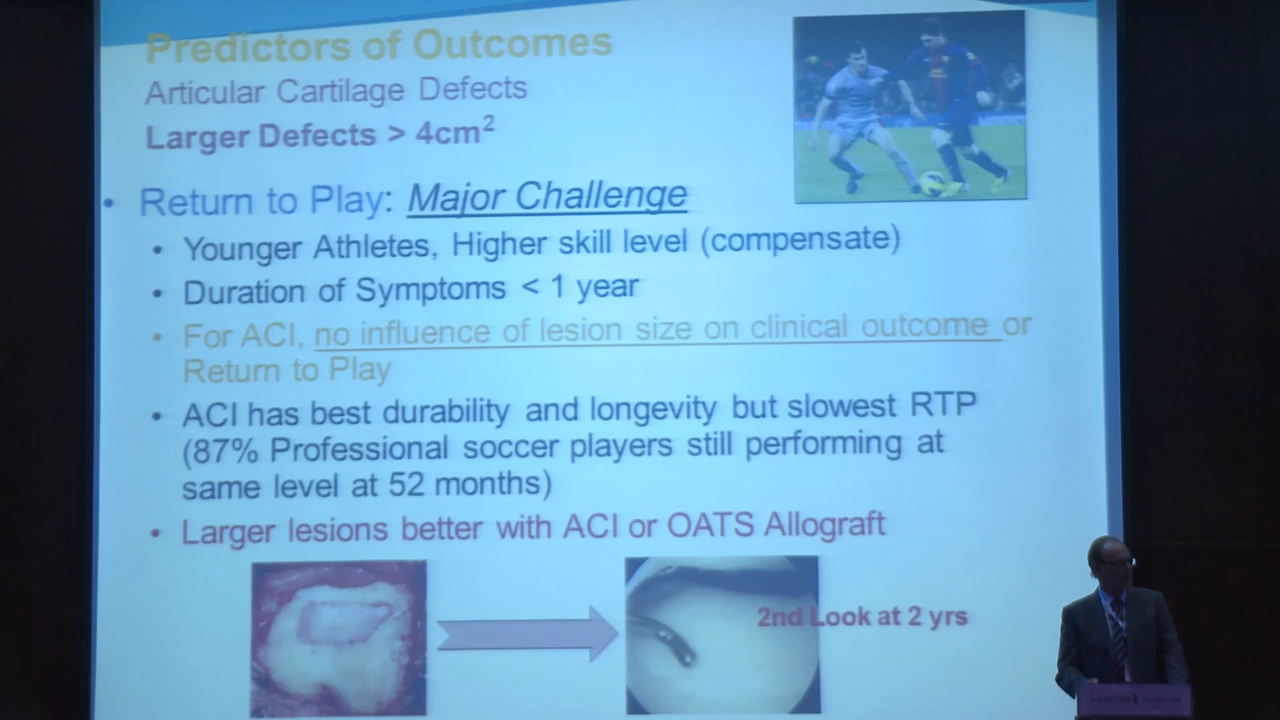 Predictors of Outcomes
Articular Cartilage Defects
Larger Defects > 4cm²
• Return to Play: Major Challenge
• Younger Athletes, Higher skill level (compensate)
• Duration of Symptoms < 1 year
• For ACI, no influence of lesion size on clinical outcome or
Return to Play
• ACI has best durability and longevity but slowest RTP
(87% Professional soccer players still performing at
same level at 52 months)
• Larger lesions better with ACI or OATS Allograft
2nd Look at 2 yrs